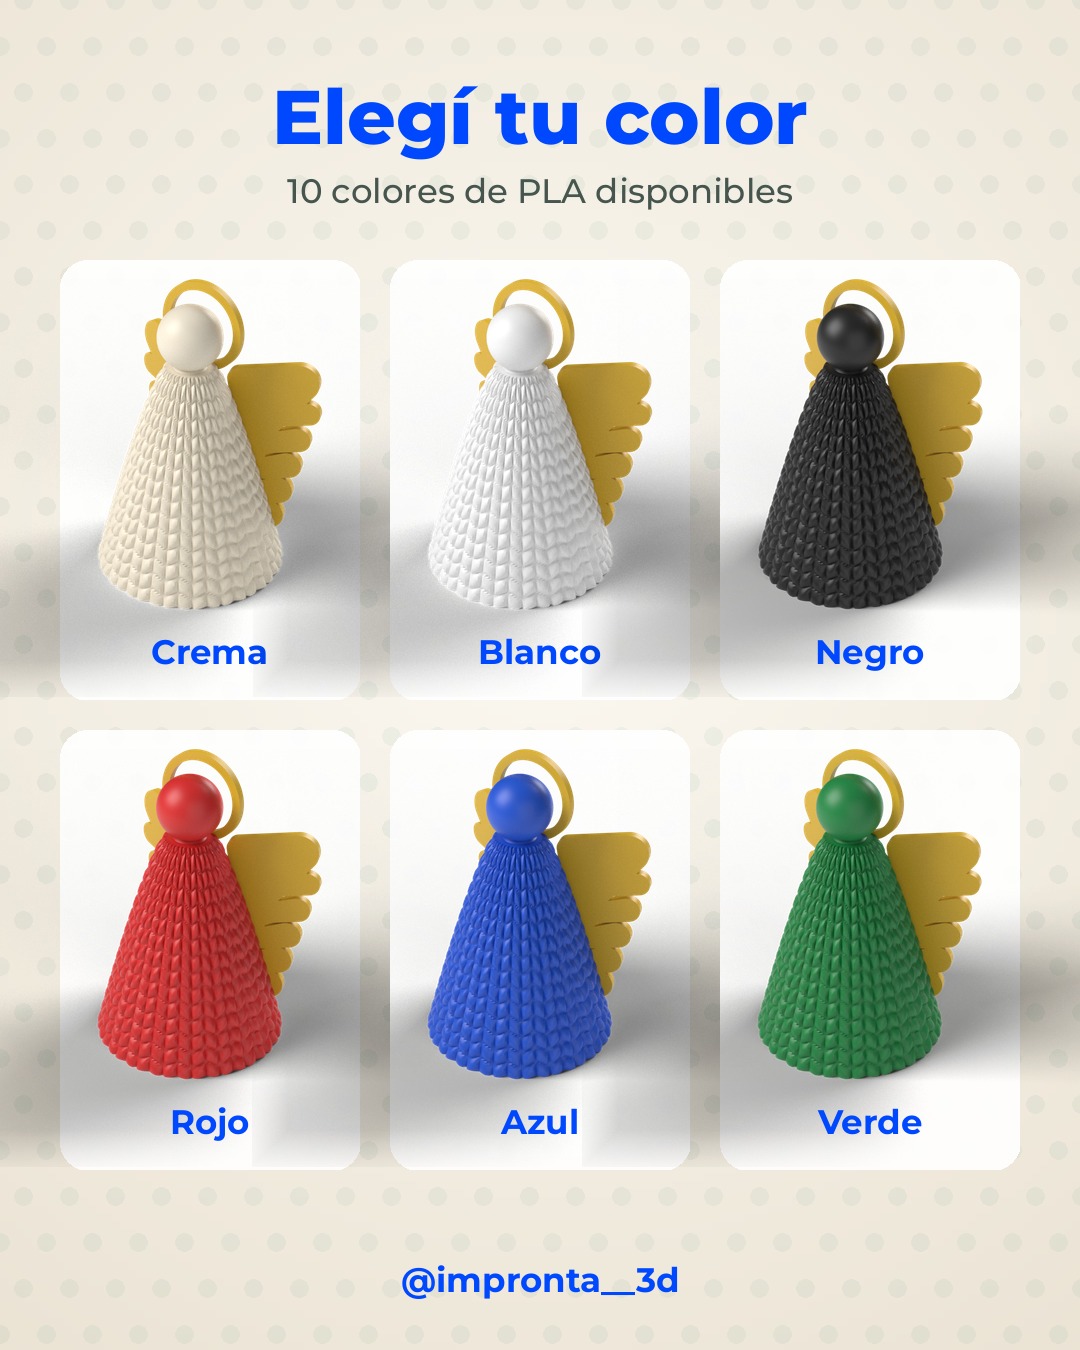 Elegí tu color
10 colores de PLA disponibles
Crema
Blanco
Negro
Rojo
Azul
Verde
@impronta__3d